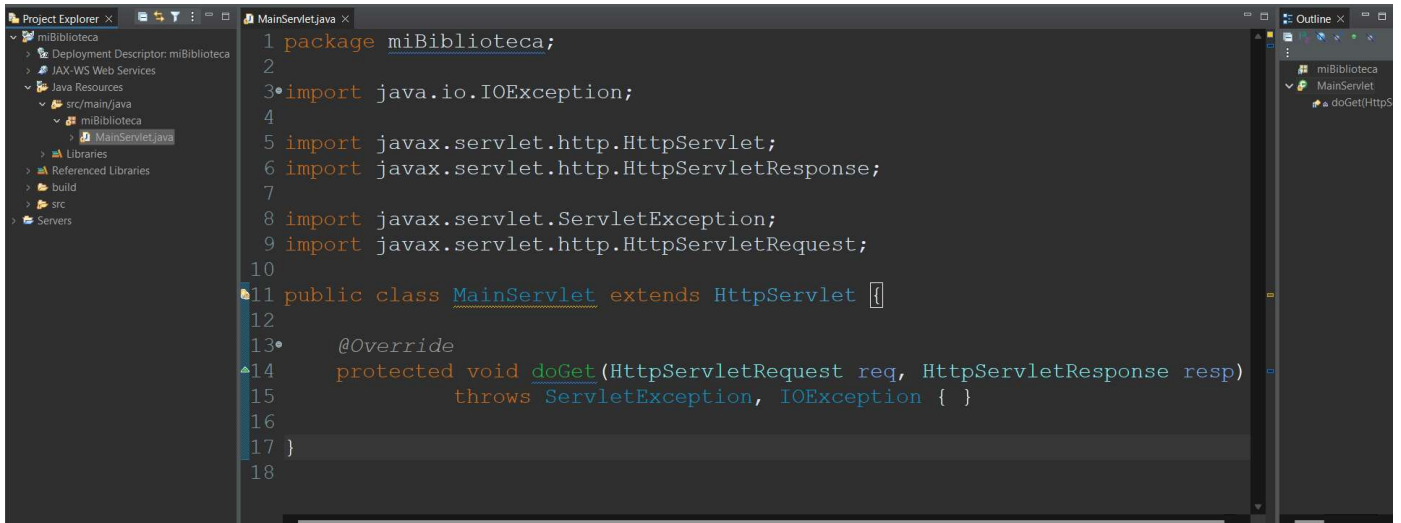 Project Explorer ×
miBiblioteca
Deployment Descriptor: miBiblioteca
JAX-WS Web Services
Java Resources
src/main/java
miBiblioteca
MainServlet.java
Libraries
Referenced Libraries
build
src
Servers
MainServlet.java ×
1 package miBiblioteca;
2
3 import java.io.IOException;
4
5 import javax.servlet.http.HttpServlet;
6 import javax.servlet.http.HttpServletResponse;
7
8 import javax.servlet.ServletException;
9 import javax.servlet.http.HttpServletRequest;
10
11 public class MainServlet extends HttpServlet {
12
13 @Override
14 protected void doGet(HttpServletRequest req, HttpServletResponse resp)
15 throws ServletException, IOException { }
16
17 }
18
Outline ×
miBiblioteca
MainServlet
doGet(HttpS